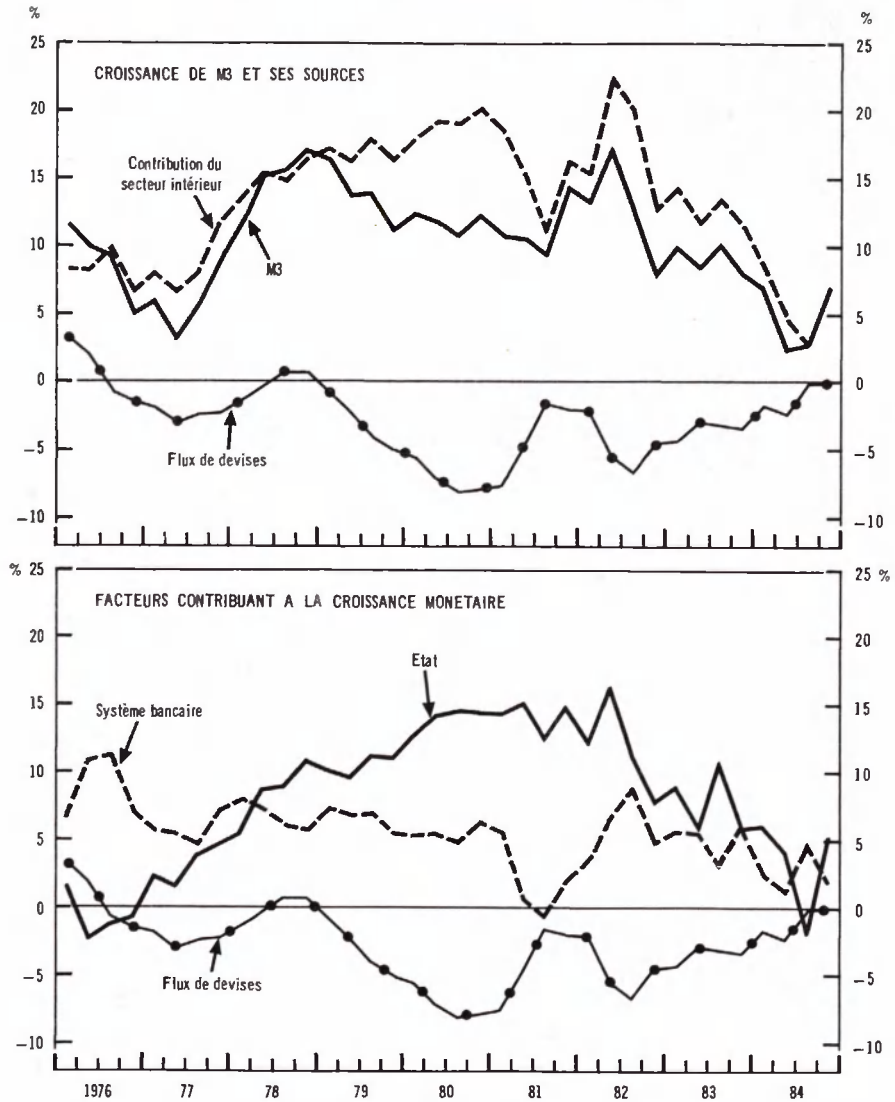 % %
25 25
CROISSANCE DE M3 ET SES SOURCES
20 20
Contribution du
secteur intérieur
15 15
10 10
M3
5 5
0 0
-5 -5
Flux de devises
-10 -10
% 25 25 %
FACTEURS CONTRIBUANT A LA CROISSANCE MONETAIRE
20 20
Etat
15 15
Système bancaire
10 10
5 5
0 0
-5 -5
Flux de devises
-10 -10
1976 77 78 79 80 81 82 83 84